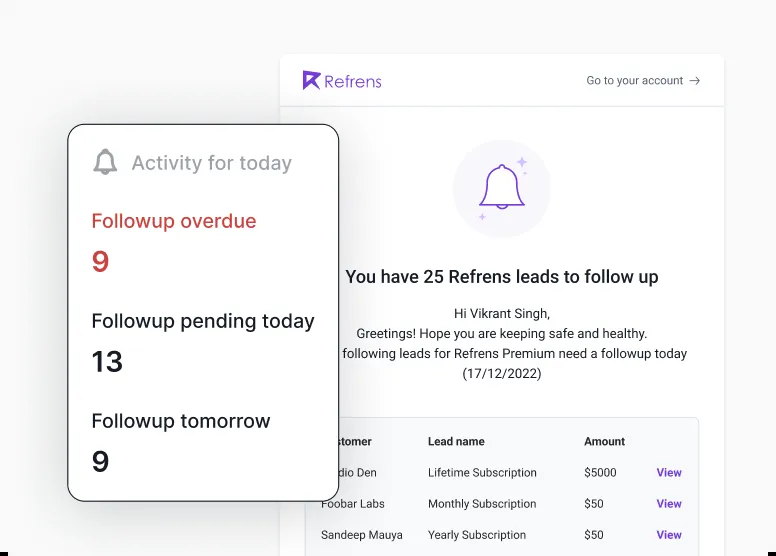 Refrens
Go to your account →
Activity for today
Followup overdue
9
Followup pending today
13
Followup tomorrow
9
You have 25 Refrens leads to follow up
Hi Vikrant Singh,
Greetings! Hope you are keeping safe and healthy.
following leads for Refrens Premium need a followup today
(17/12/2022)
stomer Lead name Amount
dio Den Lifetime Subscription $5000 View
Foobar Labs Monthly Subscription $50 View
Sandeep Mauya Yearly Subscription $50 View